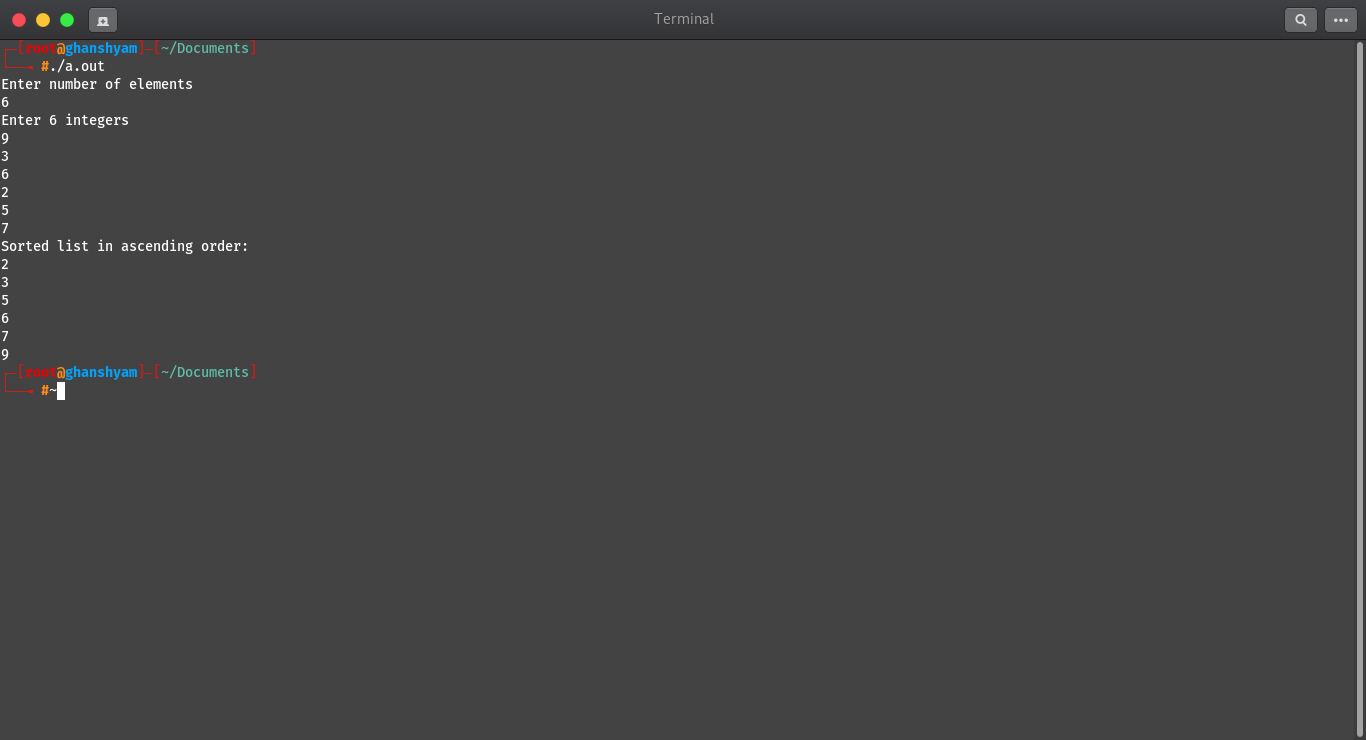 Terminal
[root@ghanshyam]-[~/Documents]
#./a.out
Enter number of elements
6
Enter 6 integers
9
3
6
2
5
7
Sorted list in ascending order:
2
3
5
6
7
9
[root@ghanshyam]-[~/Documents]
#~